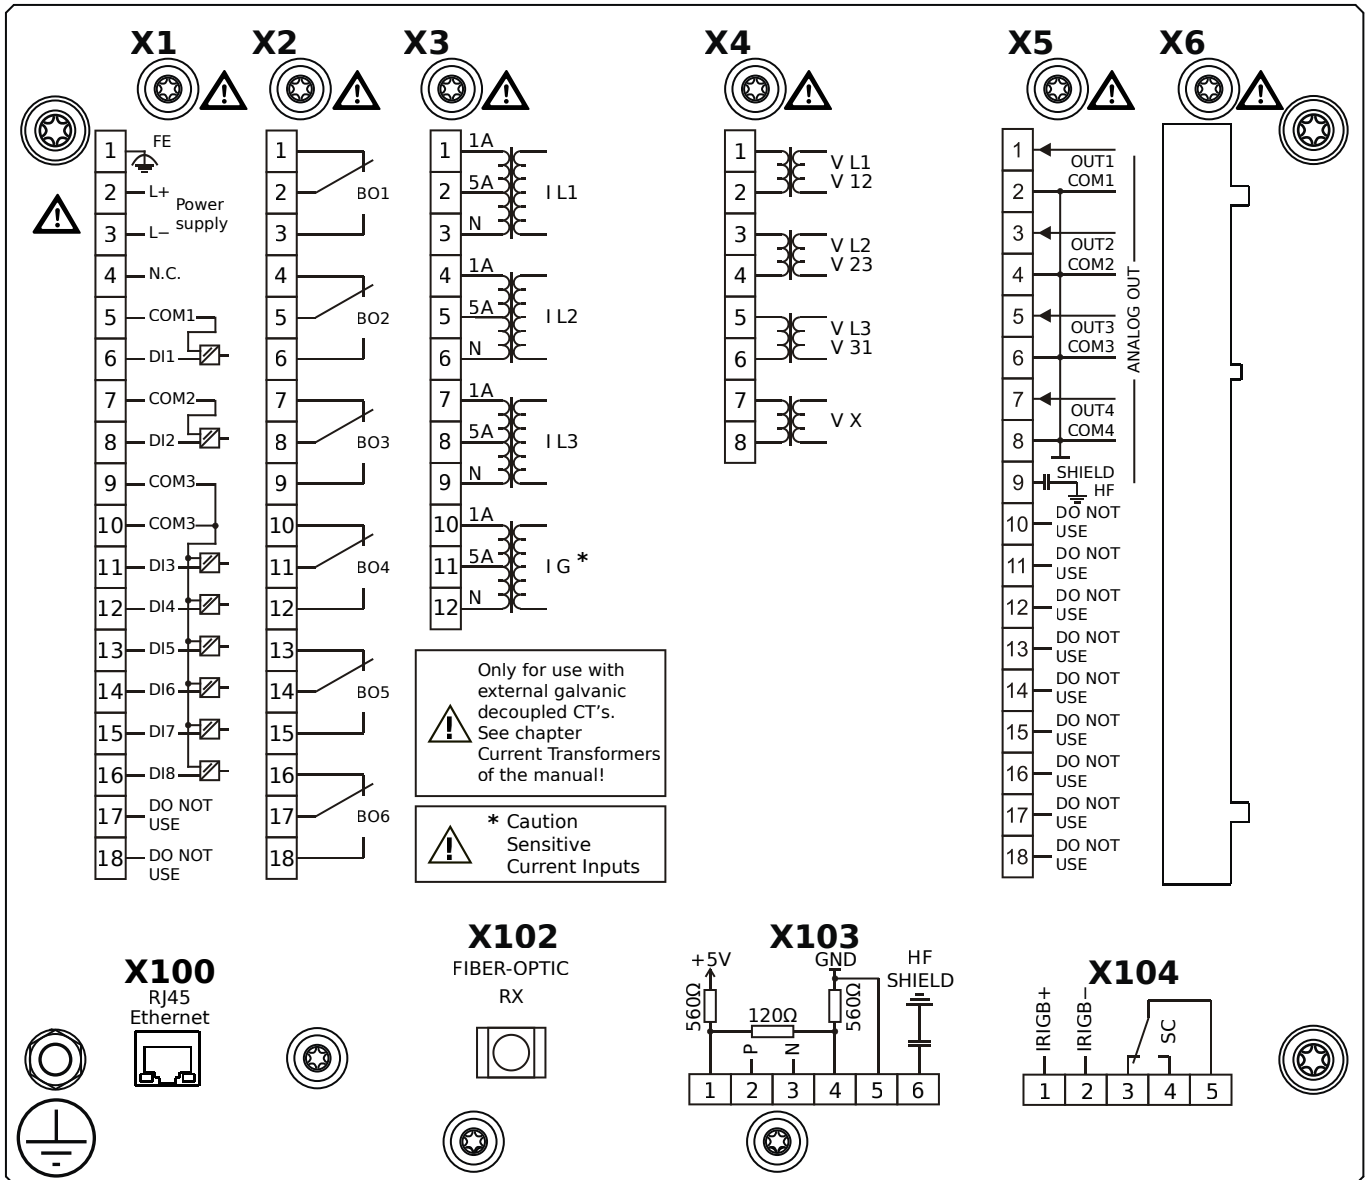 X1
X2
X3
X4
X5
X6
1 FE
2 L+
Power
supply
3 L−
4 N.C.
5 COM1
6 DI1
7 COM2
8 DI2
9 COM3
10 COM3
11 DI3
12 DI4
13 DI5
14 DI6
15 DI7
16 DI8
17 DO NOT
USE
18 DO NOT
USE
1
2 BO1
3
4
5 BO2
6
7
8 BO3
9
10
11 BO4
12
13
14 BO5
15
16
17 BO6
18
1 1A
2 5A I L1
3 N
4 1A
5 5A I L2
6 N
7 1A
8 5A I L3
9 N
10 1A
11 5A I G *
12 N
Only for use with
external galvanic
decoupled CT's.
See chapter
Current Transformers
of the manual!
* Caution
Sensitive
Current Inputs
1 V L1
2 V 12
3 V L2
4 V 23
5 V L3
6 V 31
7 V X
8
1 OUT1
2 COM1
3 OUT2
4 COM2
5 OUT3
6 COM3
7 OUT4
8 COM4
ANALOG OUT
9 SHIELD
HF
10 DO NOT
USE
11 DO NOT
USE
12 DO NOT
USE
13 DO NOT
USE
14 DO NOT
USE
15 DO NOT
USE
16 DO NOT
USE
17 DO NOT
USE
18 DO NOT
USE
X100
RJ45
Ethernet
X102
FIBER-OPTIC
RX
X103
+5V GND HF
SHIELD
560Ω 120Ω 560Ω
P N
1 2 3 4 5 6
X104
IRIGB+ IRIGB− SC
1 2 3 4 5